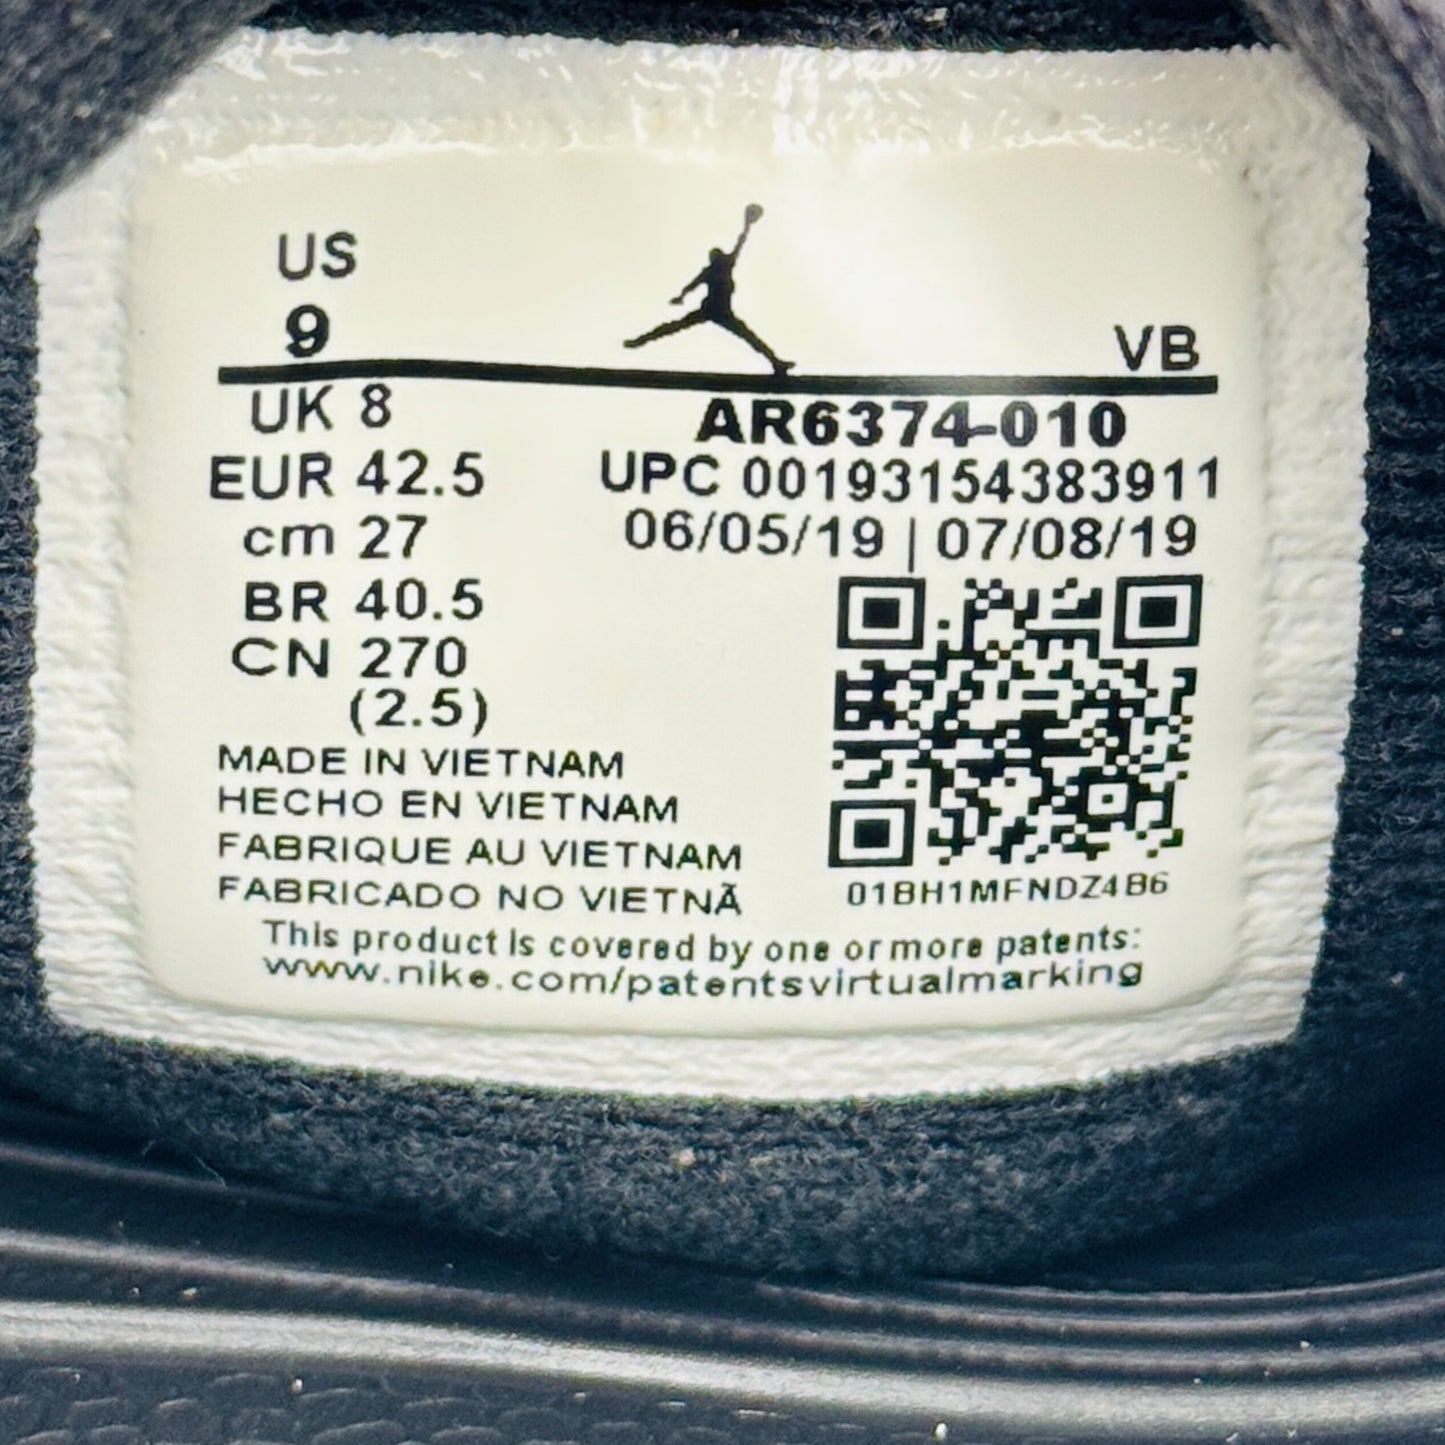 US
9
VB
UK 8
EUR 42.5
cm 27
BR 40.5
CN 270
(2.5)
AR6374-010
UPC 00193154383911
06/05/19 | 07/08/19
01BH1MFNDZ4B6
MADE IN VIETNAM
HECHO EN VIETNAM
FABRIQUE AU VIETNAM
FABRICADO NO VIETNÃ
This product is covered by one or more patents:
www.nike.com/patentsvirtualmarking